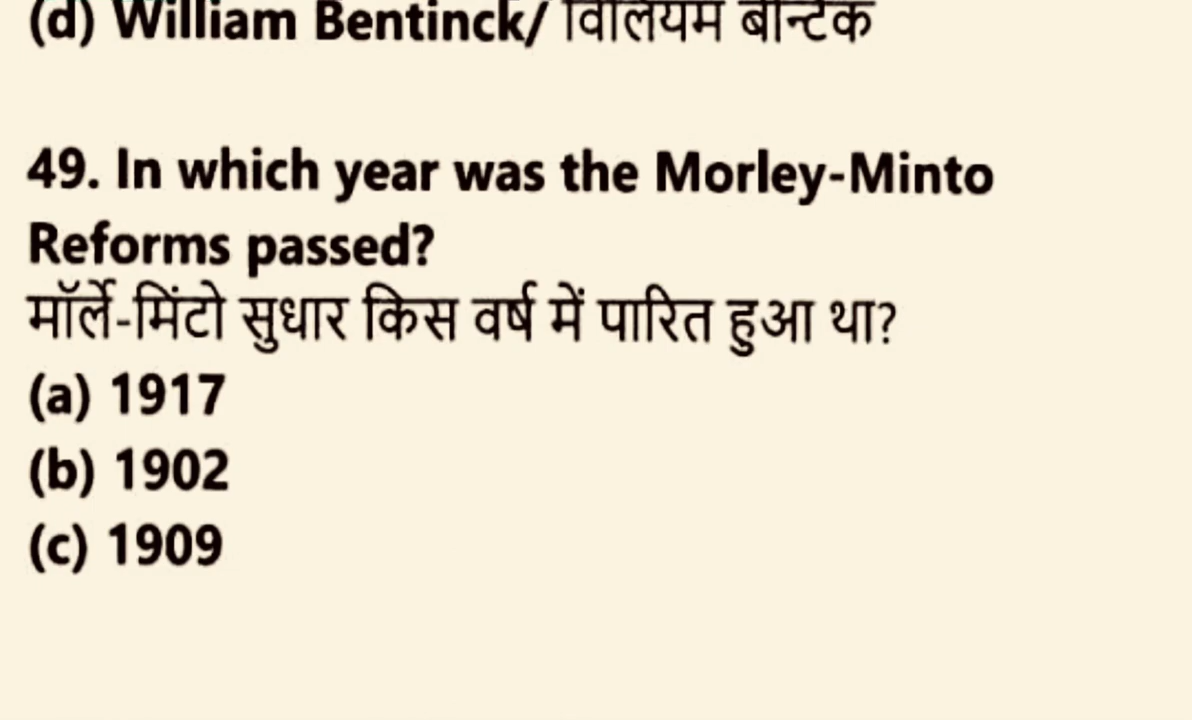 (d) William Bentinck/ विलियम बेन्टिक
49. In which year was the Morley-Minto
Reforms passed?
मॉर्ले-मिंटो सुधार किस वर्ष में पारित हुआ था?
(a) 1917
(b) 1902
(c) 1909